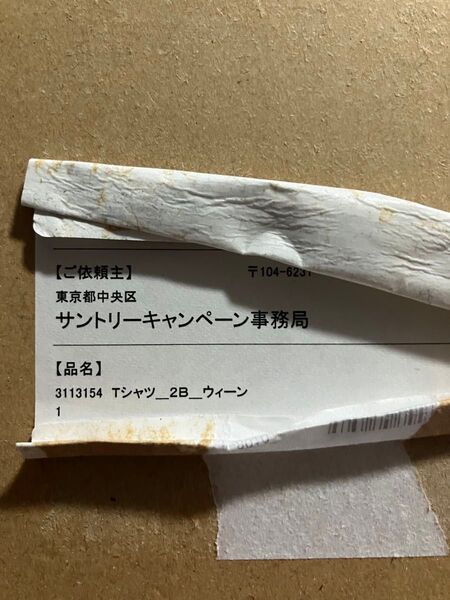 【ご依頼主】 〒104-6231
東京都中央区
サントリーキャンペーン事務局
【品名】
3113154 Tシャツ__2B__ウィーン
1